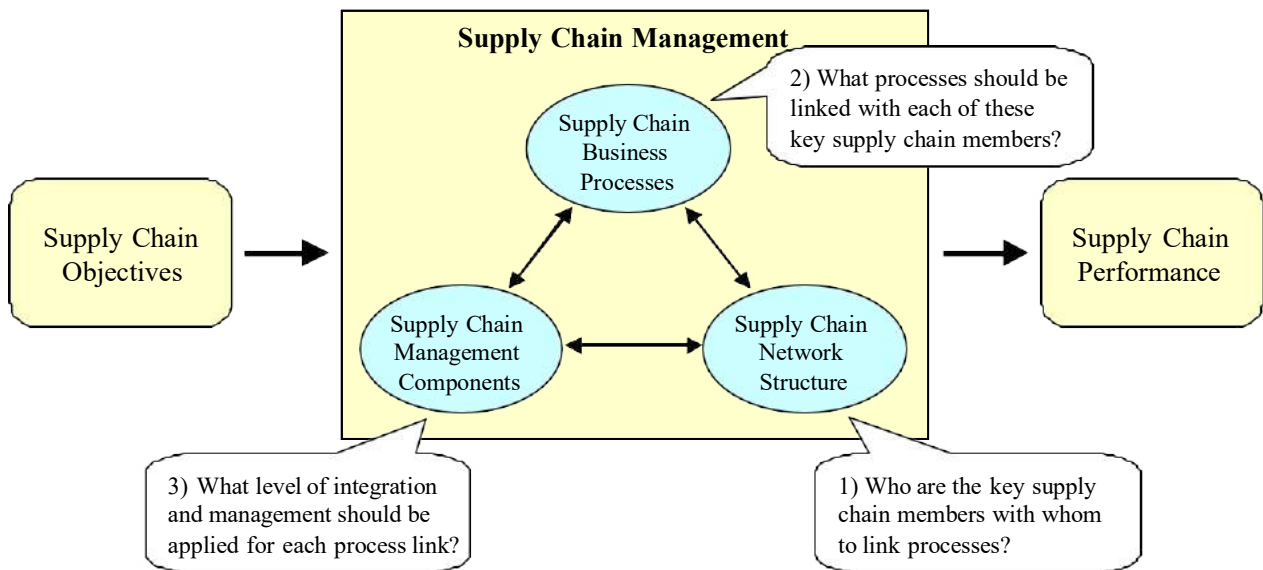 Supply Chain Management
2) What processes should be
linked with each of these
key supply chain members?
Supply Chain
Business
Processes
Supply Chain
Objectives
Supply Chain
Performance
Supply Chain
Management
Components
Supply Chain
Network
Structure
3) What level of integration
and management should be
applied for each process link?
1) Who are the key supply
chain members with whom
to link processes?